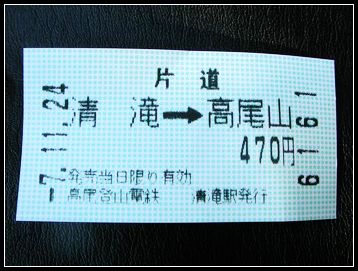 片道
清滝➡高尾山
470円
発売当日限り有効
高尾登山電鉄 清滝駅発行
-7.11.24
6161